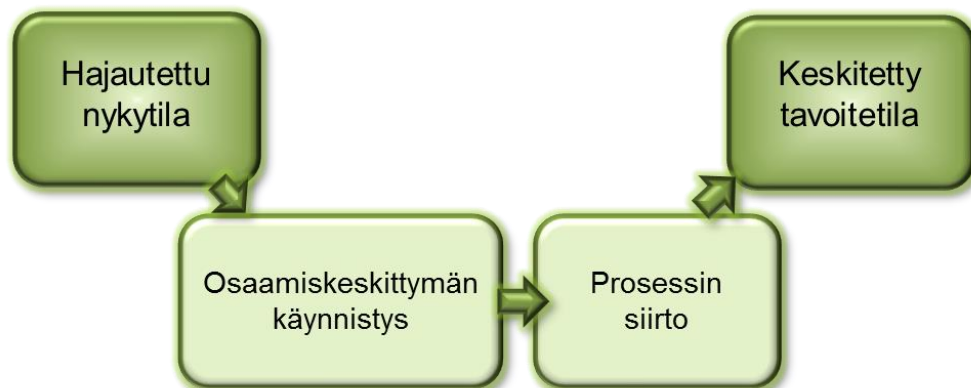 Hajautettu
nykytila
Osaamiskeskittymän
käynnistys
Prosessin
siirto
Keskitetty
tavoitetila